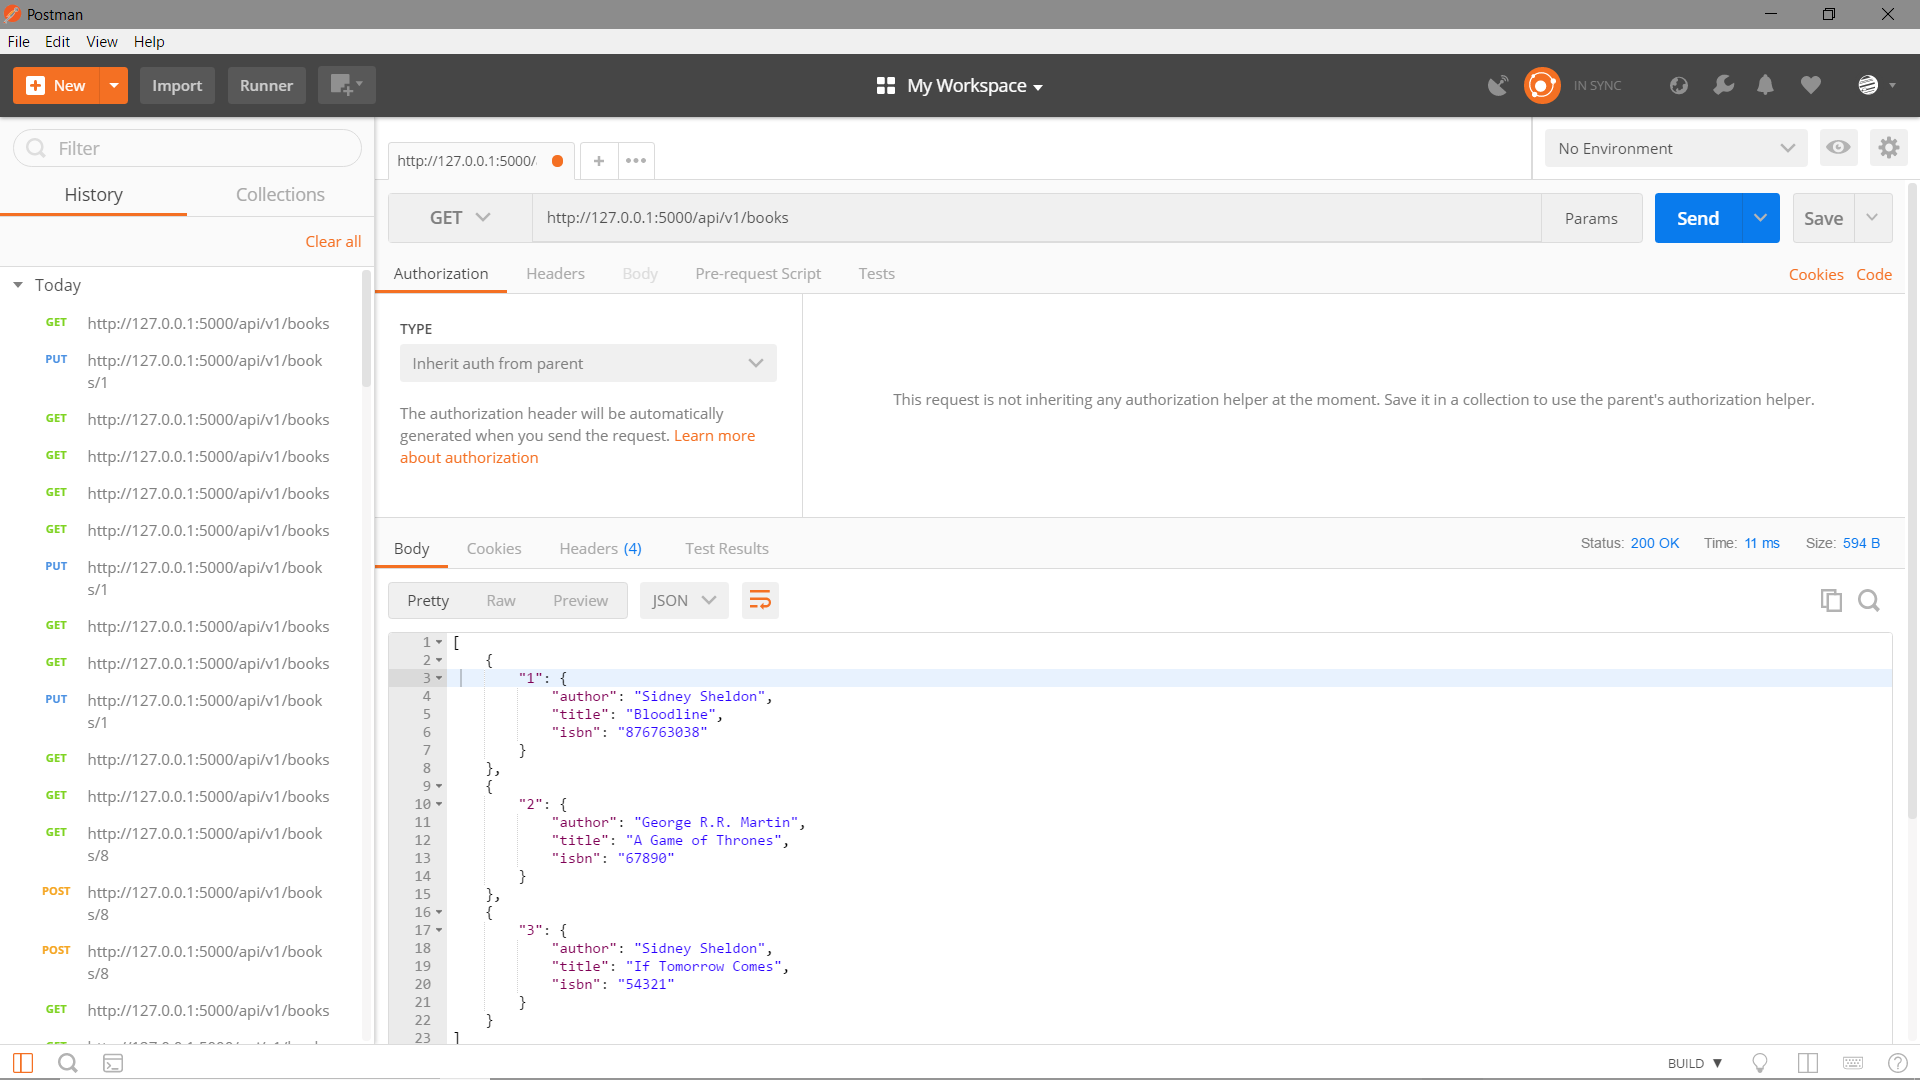 Postman
File Edit View Help
New Import Runner My Workspace IN SYNC
Filter
History Collections
Clear all
Today
GET http://127.0.0.1:5000/api/v1/books
PUT http://127.0.0.1:5000/api/v1/book
s/1
GET http://127.0.0.1:5000/api/v1/books
GET http://127.0.0.1:5000/api/v1/books
GET http://127.0.0.1:5000/api/v1/books
GET http://127.0.0.1:5000/api/v1/books
PUT http://127.0.0.1:5000/api/v1/book
s/1
GET http://127.0.0.1:5000/api/v1/books
GET http://127.0.0.1:5000/api/v1/books
PUT http://127.0.0.1:5000/api/v1/book
s/1
GET http://127.0.0.1:5000/api/v1/books
GET http://127.0.0.1:5000/api/v1/books
GET http://127.0.0.1:5000/api/v1/book
s/8
POST http://127.0.0.1:5000/api/v1/book
s/8
POST http://127.0.0.1:5000/api/v1/book
s/8
GET http://127.0.0.1:5000/api/v1/books
http://127.0.0.1:5000/ + •••
No Environment
GET http://127.0.0.1:5000/api/v1/books Params Send Save
Authorization Headers Body Pre-request Script Tests Cookies Code
TYPE
Inherit auth from parent
The authorization header will be automatically
generated when you send the request. Learn more
about authorization
This request is not inheriting any authorization helper at the moment. Save it in a collection to use the parent's authorization helper.
Body Cookies Headers (4) Test Results Status: 200 OK Time: 11 ms Size: 594 B
Pretty Raw Preview JSON
1 [
2 {
3 "1": {
4 "author": "Sidney Sheldon",
5 "title": "Bloodline",
6 "isbn": "876763038"
7 }
8 },
9 {
10 "2": {
11 "author": "George R.R. Martin",
12 "title": "A Game of Thrones",
13 "isbn": "67890"
14 }
15 },
16 {
17 "3": {
18 "author": "Sidney Sheldon",
19 "title": "If Tomorrow Comes",
20 "isbn": "54321"
21 }
22 }
23 ]
BUILD